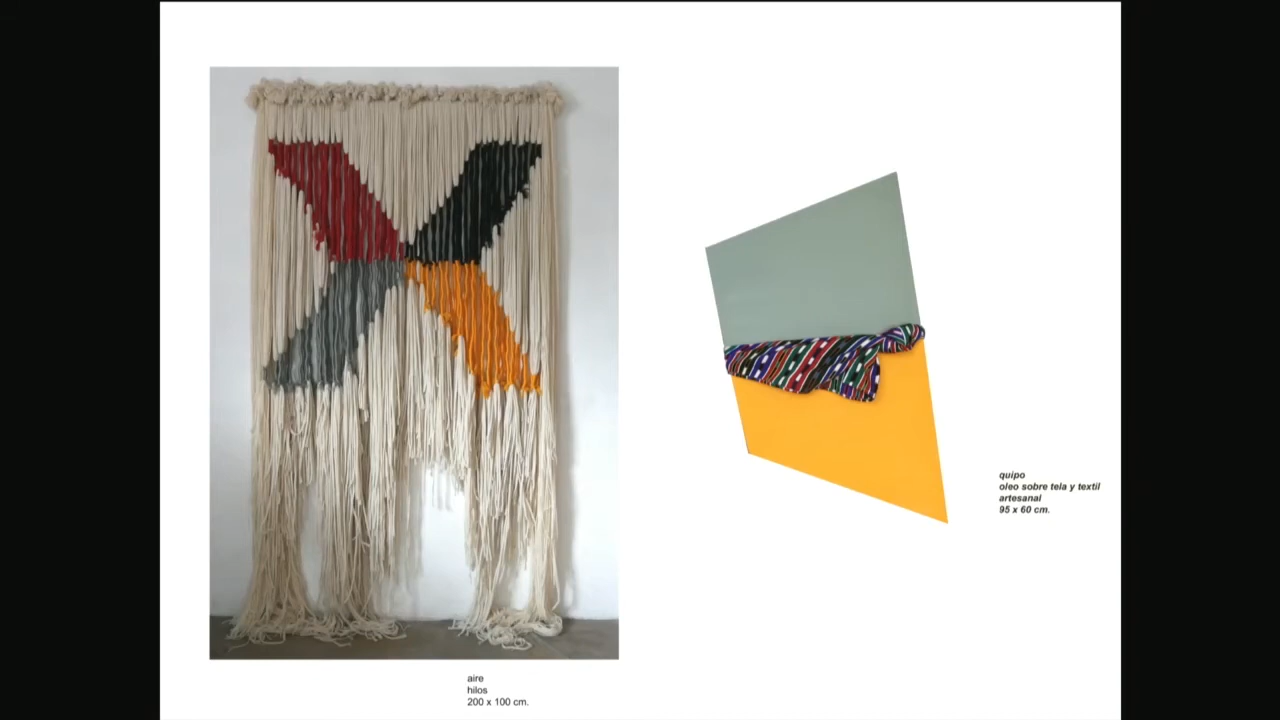 quipo
oleo sobre tela y textil
artesanal
95 x 60 cm.
aire
hilos
200 x 100 cm.